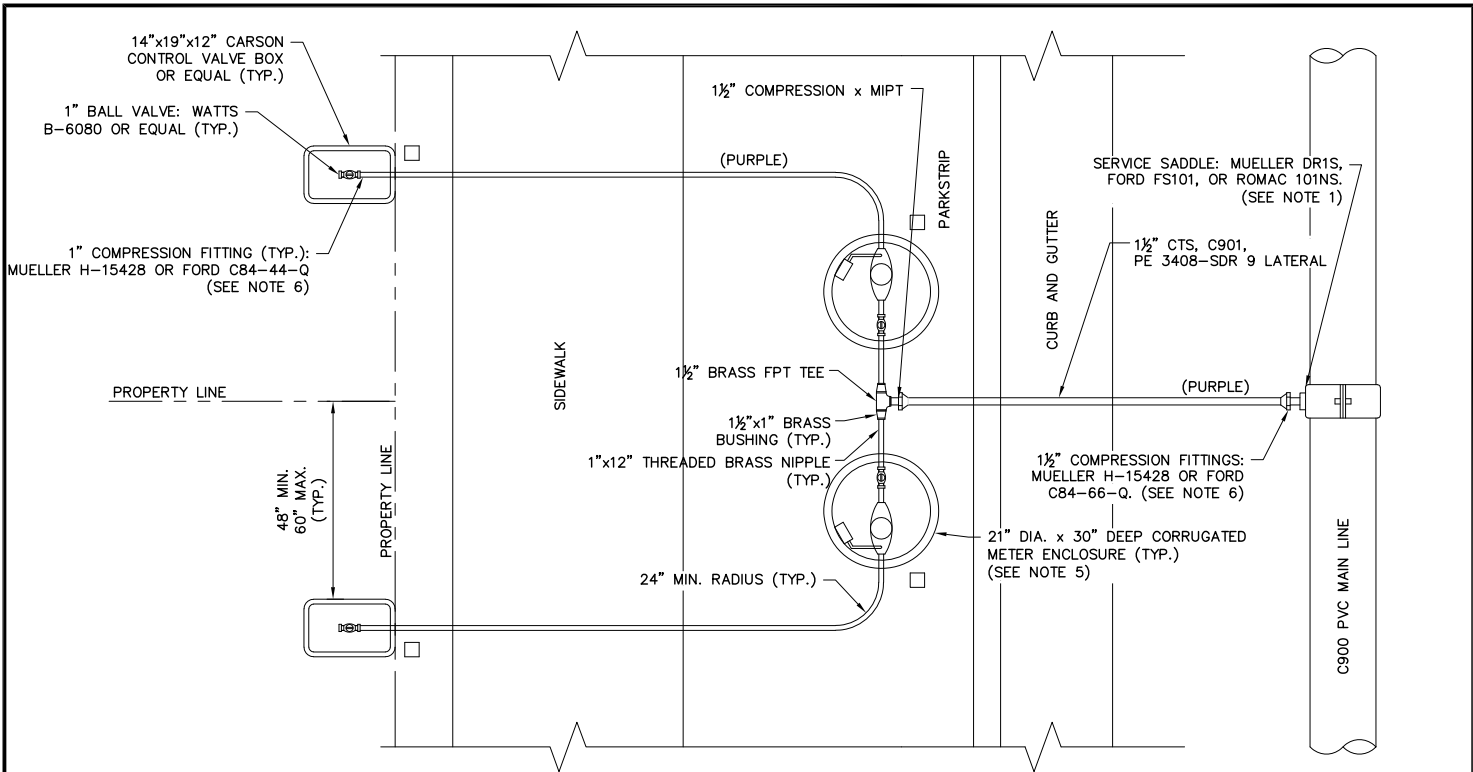 14"x19"x12" CARSON
CONTROL VALVE BOX
OR EQUAL (TYP.)
1" BALL VALVE: WATTS
B-6080 OR EQUAL (TYP.)
1" COMPRESSION FITTING (TYP.):
MUELLER H-15428 OR FORD C84-44-Q
(SEE NOTE 6)
PROPERTY LINE
48" MIN.
60" MAX.
(TYP.)
PROPERTY LINE
SIDEWALK
(PURPLE)
1½" COMPRESSION x MIPT
PARKSTRIP
1½" BRASS FPT TEE
1½"x1" BRASS
BUSHING (TYP.)
1"x12" THREADED BRASS NIPPLE
(TYP.)
24" MIN. RADIUS (TYP.)
CURB AND GUTTER
SERVICE SADDLE: MUELLER DR1S,
FORD FS101, OR ROMAC 101NS.
(SEE NOTE 1)
1½" CTS, C901,
PE 3408-SDR 9 LATERAL
(PURPLE)
1½" COMPRESSION FITTINGS:
MUELLER H-15428 OR FORD
C84-66-Q. (SEE NOTE 6)
21" DIA. x 30" DEEP CORRUGATED
METER ENCLOSURE (TYP.)
(SEE NOTE 5)
C900 PVC MAIN LINE